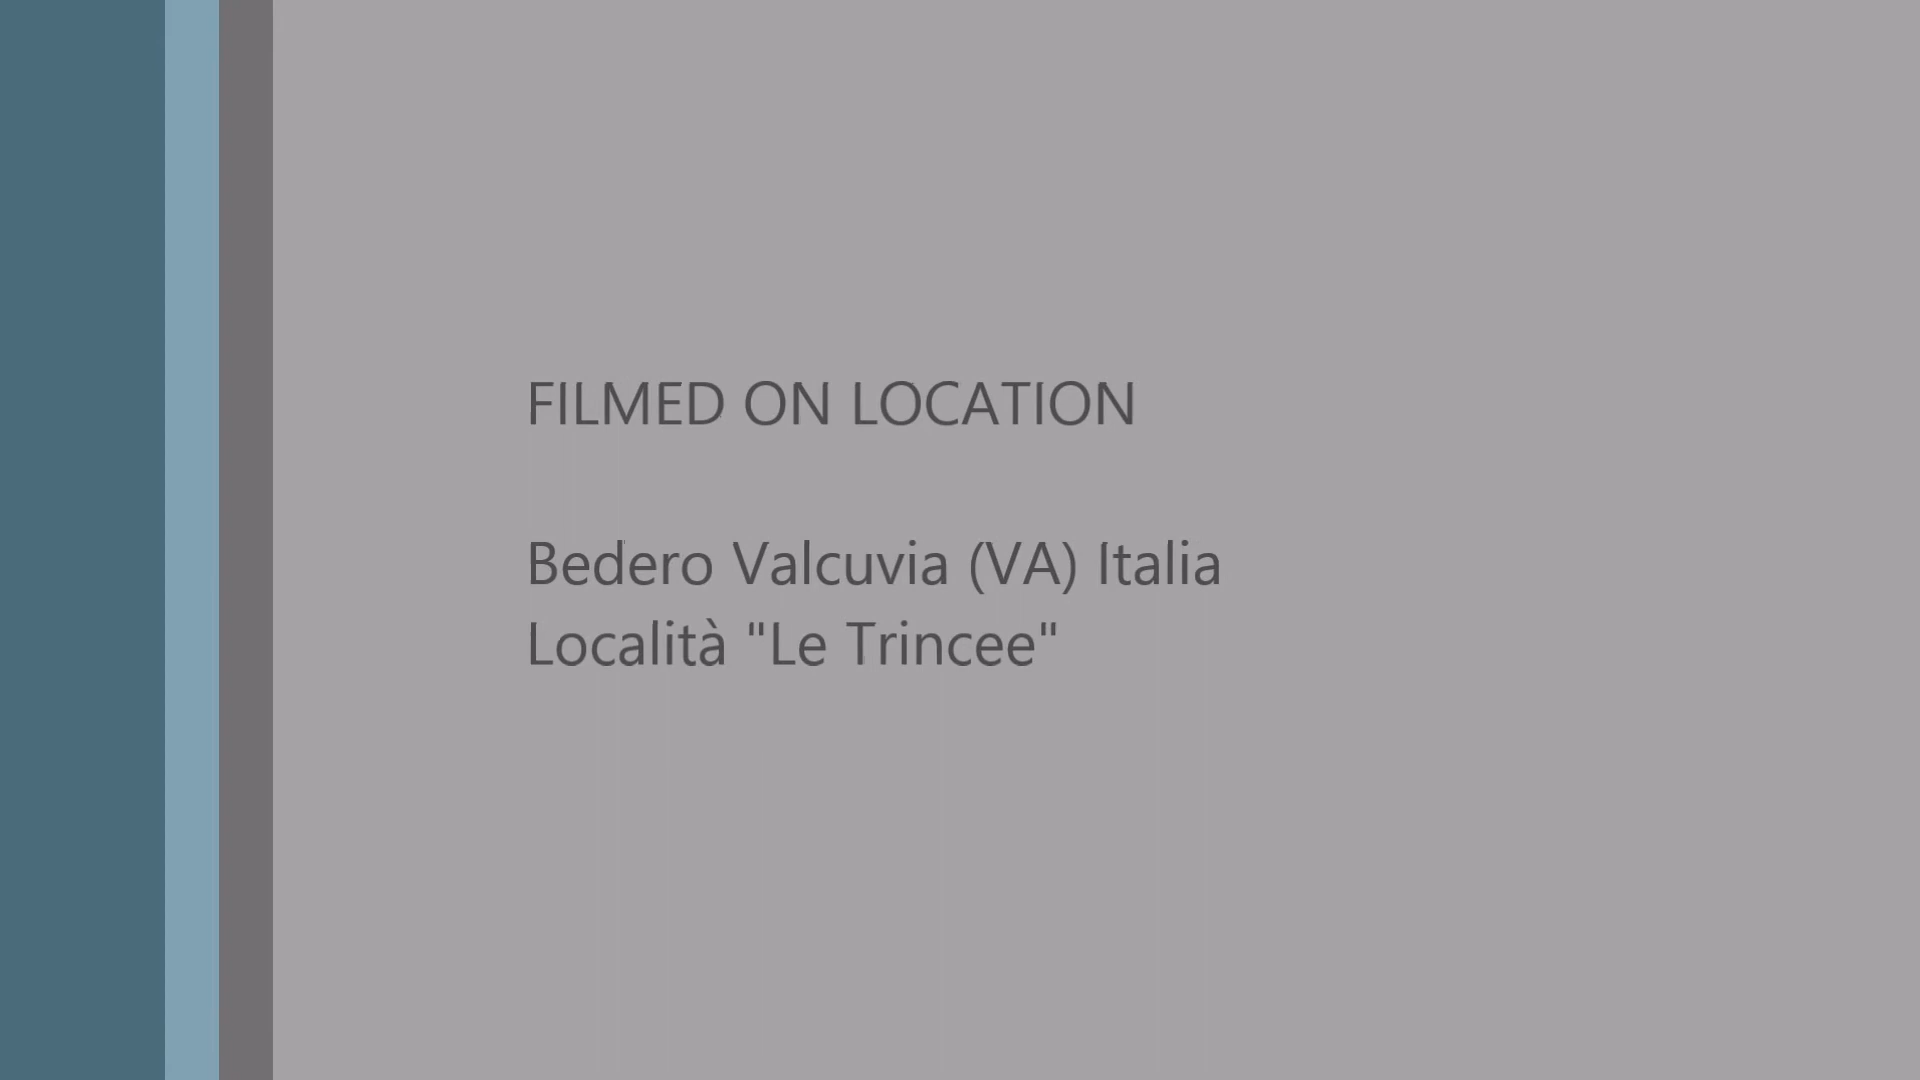 FILMED ON LOCATION
Bedero Valcuvia (VA) Italia
Località "Le Trincee"